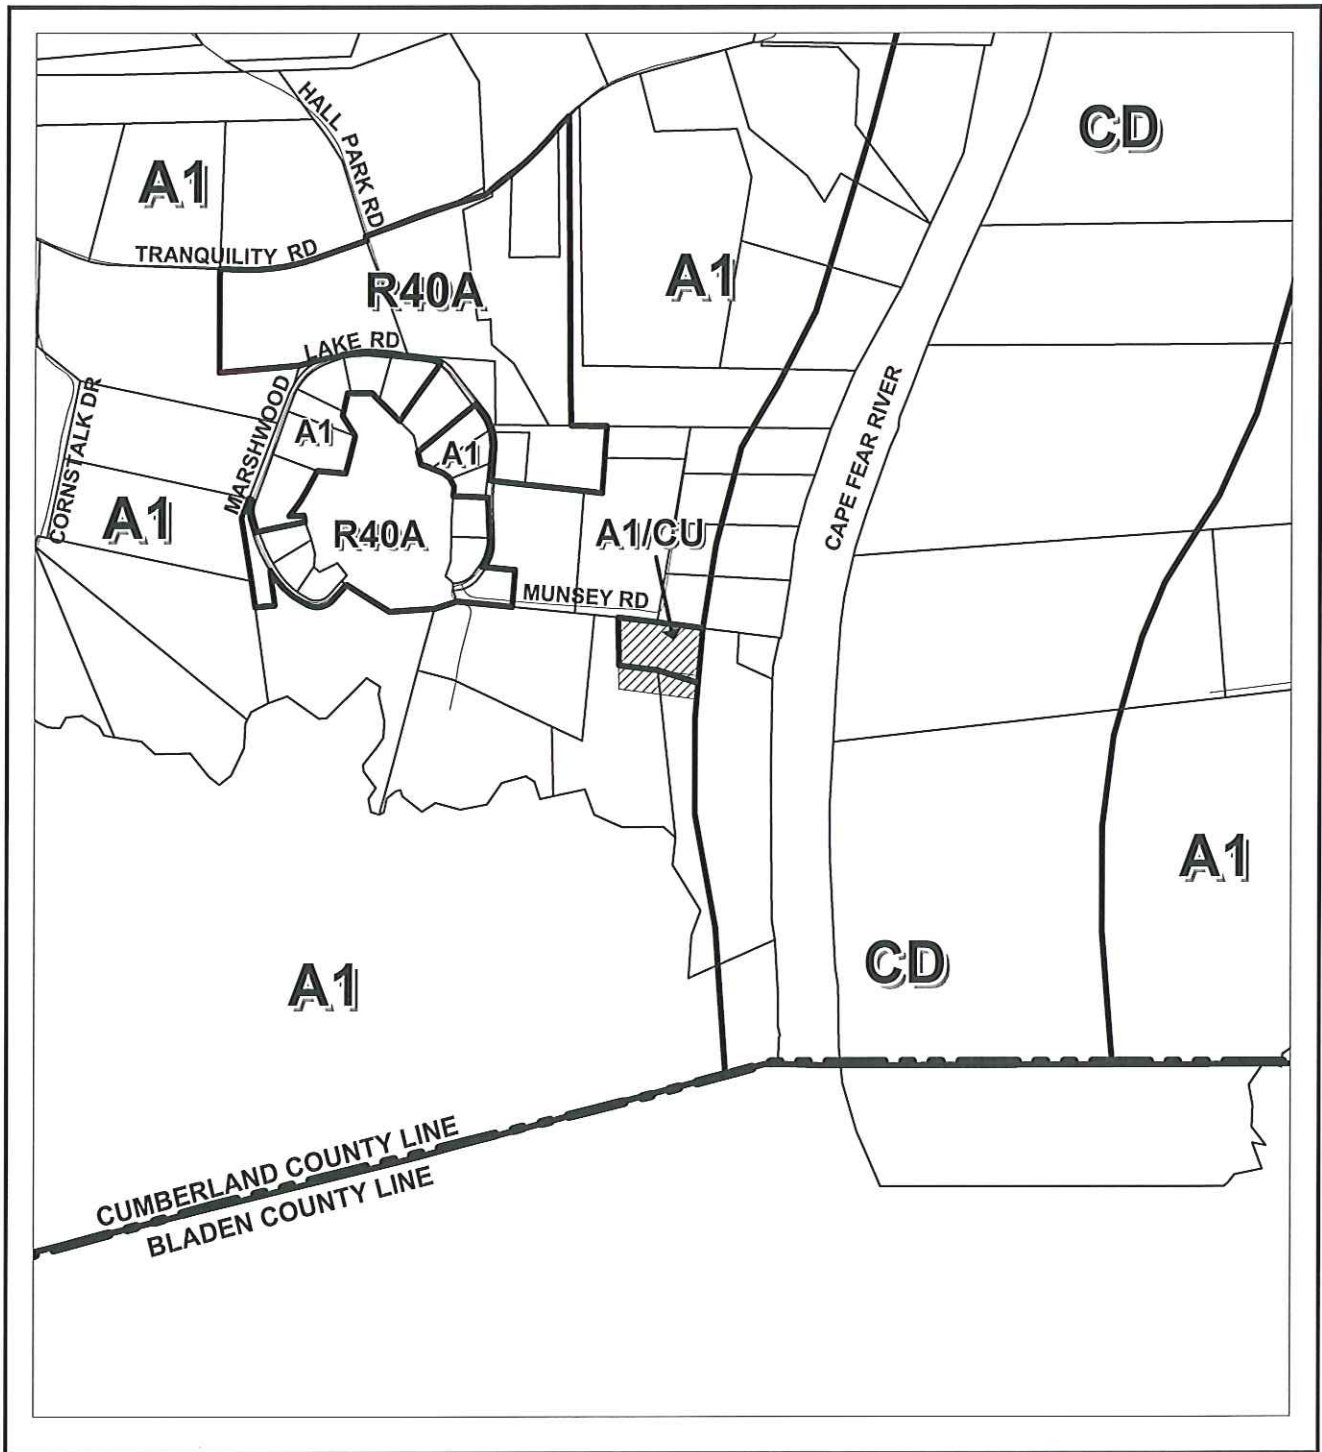 CD
HALL PARK RD
A1
TRANQUILITY RD
R40A
A1
LAKE RD
MARSHWOOD
CORNSTALK DR
A1
A1
CAPE FEAR RIVER
A1
R40A
A1/CU
MUNSEY RD
A1
A1
CD
CUMBERLAND COUNTY LINE
BLADEN COUNTY LINE